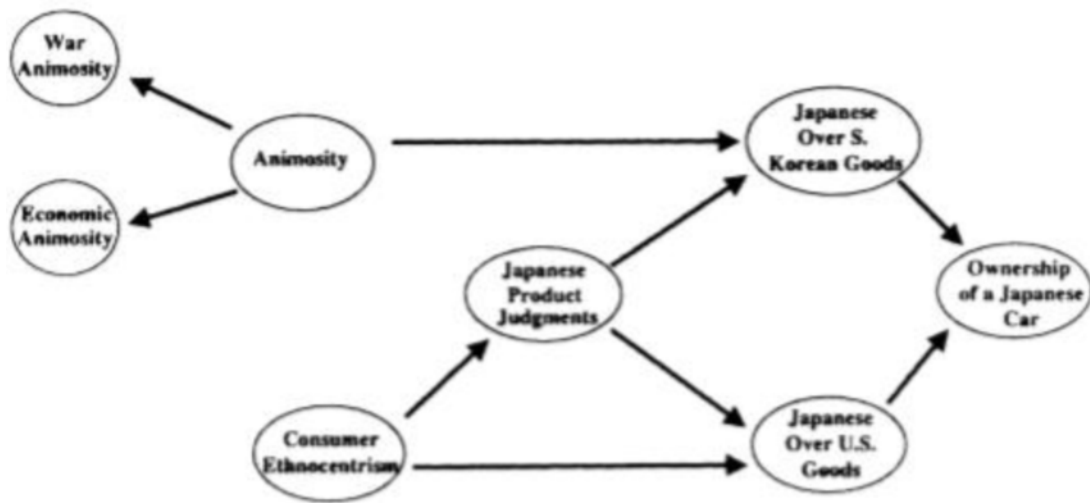 War
Animosity
Animosity
Economic
Animosity
Japanese
Over S.
Korean Goods
Japanese
Product
Judgments
Ownership
of a Japanese
Car
Consumer
Ethnocentrism
Japanese
Over U.S.
Goods